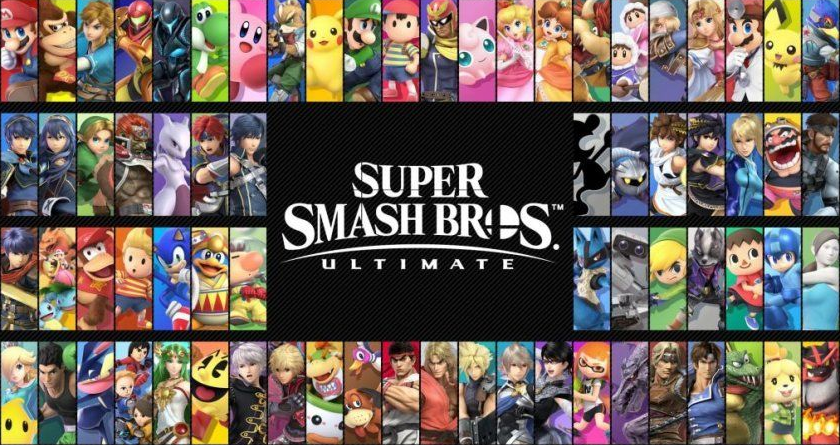 SUPER
SMASH BROS.™
ULTIMATE